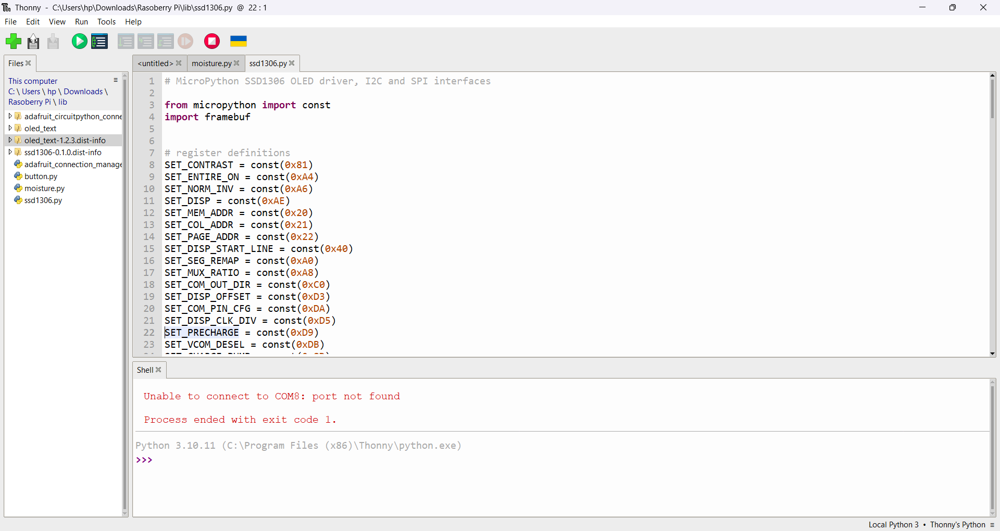 Thonny - C:\Users\hp\Downloads\Rasoberry Pi\lib\ssd1306.py @ 22 : 1
File Edit View Run Tools Help
Files
This computer
C: \ Users \ hp \ Downloads \
Rasoberry Pi \ lib
adafruit_circuitpython_conne
oled_text
oled_text-1.2.3.dist-info
ssd1306-0.1.0.dist-info
adafruit_connection_manage
button.py
moisture.py
ssd1306.py
<untitled> moisture.py ssd1306.py
1 # MicroPython SSD1306 OLED driver, I2C and SPI interfaces
2
3 from micropython import const
4 import framebuf
5
6
7 # register definitions
8 SET_CONTRAST = const(0x81)
9 SET_ENTIRE_ON = const(0xA4)
10 SET_NORM_INV = const(0xA6)
11 SET_DISP = const(0xAE)
12 SET_MEM_ADDR = const(0x20)
13 SET_COL_ADDR = const(0x21)
14 SET_PAGE_ADDR = const(0x22)
15 SET_DISP_START_LINE = const(0x40)
16 SET_SEG_REMAP = const(0xA0)
17 SET_MUX_RATIO = const(0xA8)
18 SET_COM_OUT_DIR = const(0xC0)
19 SET_DISP_OFFSET = const(0xD3)
20 SET_COM_PIN_CFG = const(0xDA)
21 SET_DISP_CLK_DIV = const(0xD5)
22 SET_PRECHARGE = const(0xD9)
23 SET_VCOM_DESEL = const(0xDB)
Shell
Unable to connect to COM8: port not found
Process ended with exit code 1.
Python 3.10.11 (C:\Program Files (x86)\Thonny\python.exe)
>>>
Local Python 3 • Thonny's Python ≡